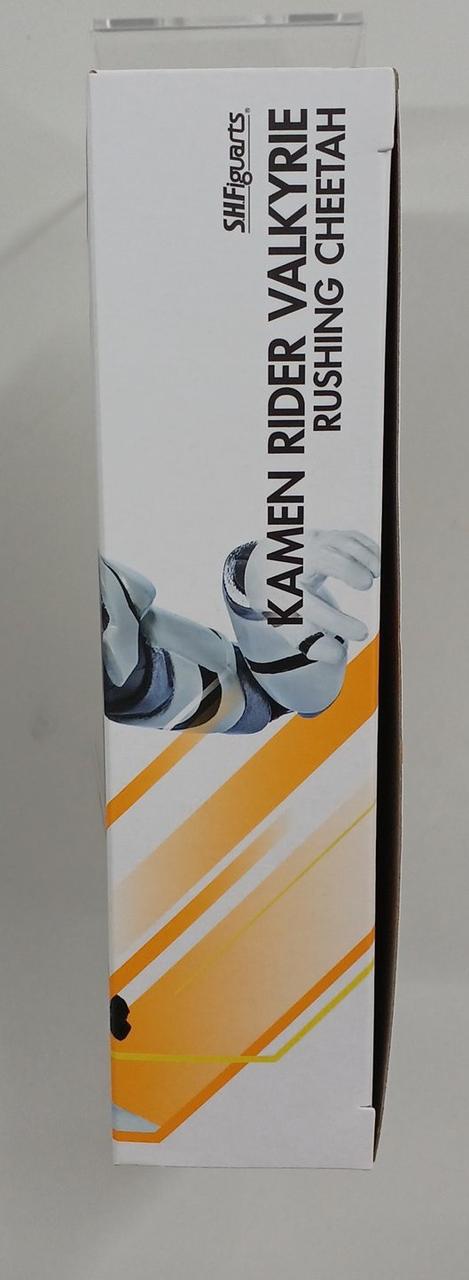 S.H.Figuarts®
KAMEN RIDER VALKYRIE
RUSHING CHEETAH